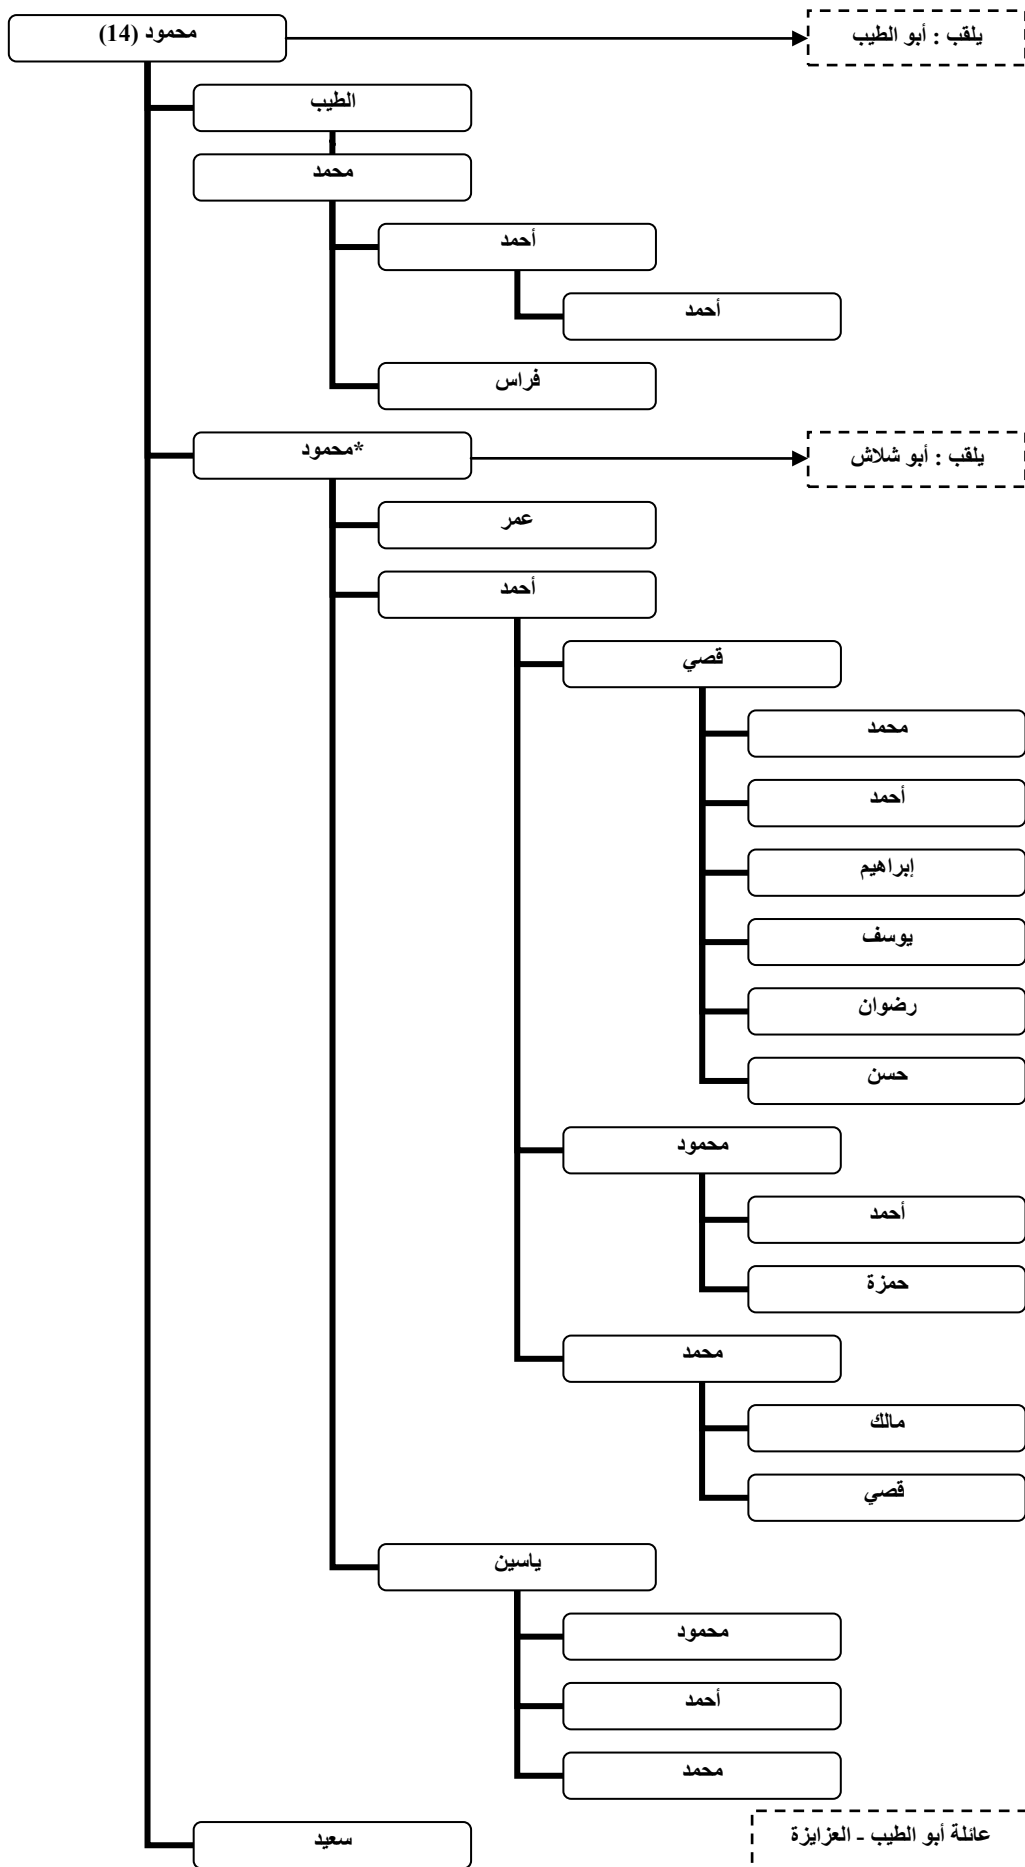 محمود (14)
يلقب : أبو الطيب
الطيب
محمد
أحمد
أحمد
فراس
محمود*
يلقب : أبو شلاش
عمر
أحمد
قصي
محمد
أحمد
إبراهيم
يوسف
رضوان
حسن
محمود
أحمد
حمزة
محمد
مالك
قصي
ياسين
محمود
أحمد
محمد
سعيد
عائلة أبو الطيب - العزايزة